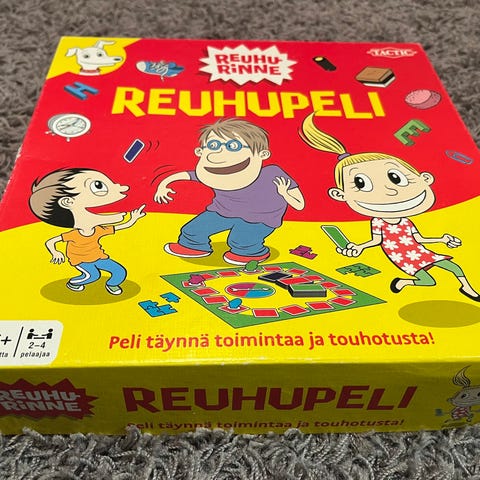 REUHU-
RINNE
TACTIC
REUHUPELI
H
E
Peli täynnä toimintaa ja touhotusta!
+
2-4
pelaajaa
REUHU-
RINNE
REUHUPELI
Peli täynnä toimintaa ja touhotusta!